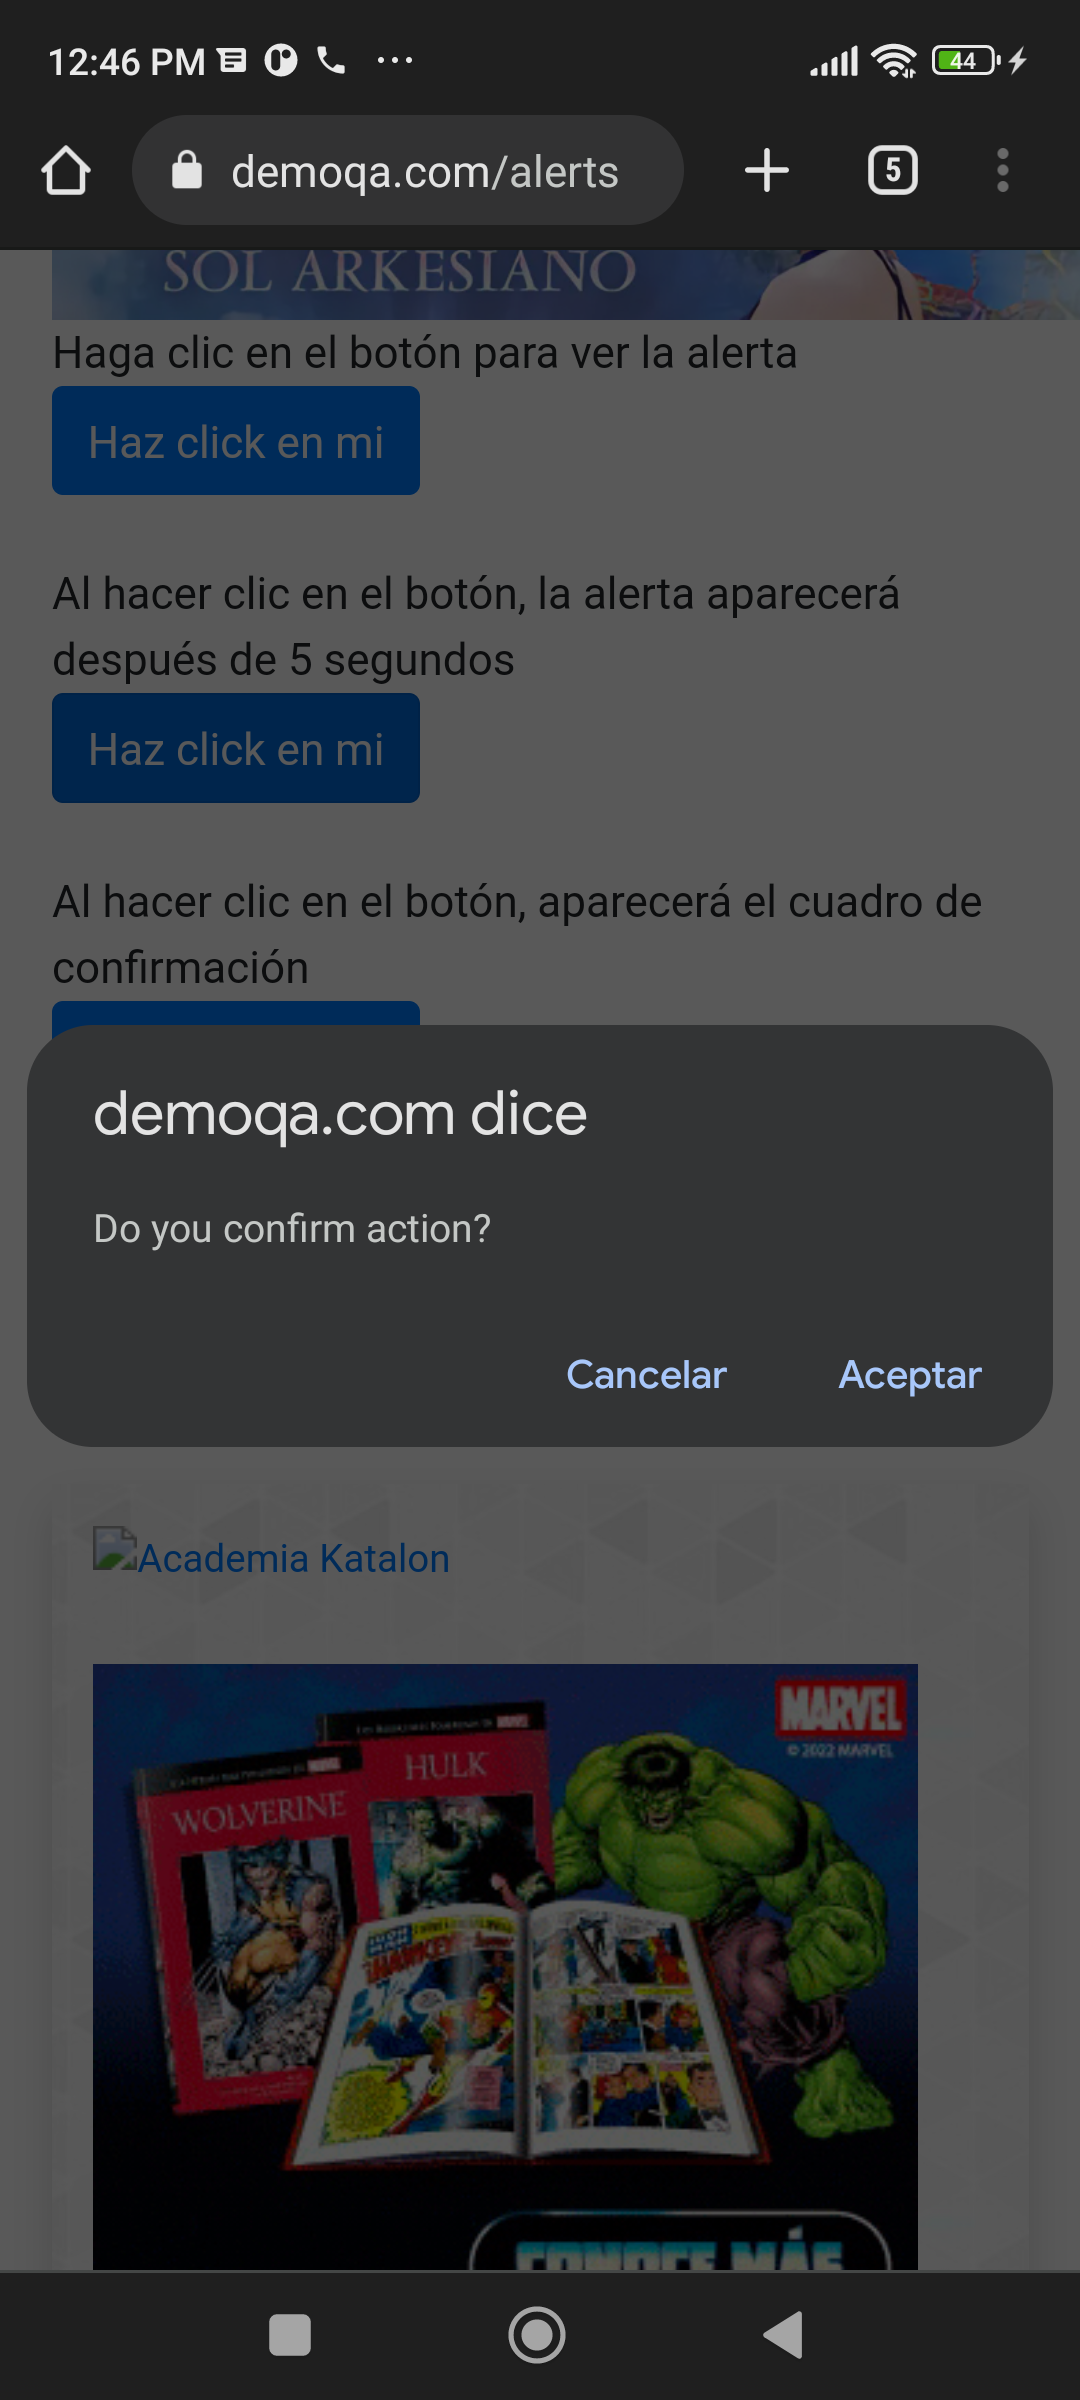 12:46 PM
44
demoqa.com/alerts
5
SOL ARKESIANO
Haga clic en el botón para ver la alerta
Haz click en mi
Al hacer clic en el botón, la alerta aparecerá
después de 5 segundos
Haz click en mi
Al hacer clic en el botón, aparecerá el cuadro de
confirmación
demoqa.com dice
Do you confirm action?
Cancelar
Aceptar
Academia Katalon
MARVEL
© 2022 MARVEL
HULK
WOLVERINE
CONOCE MÁS